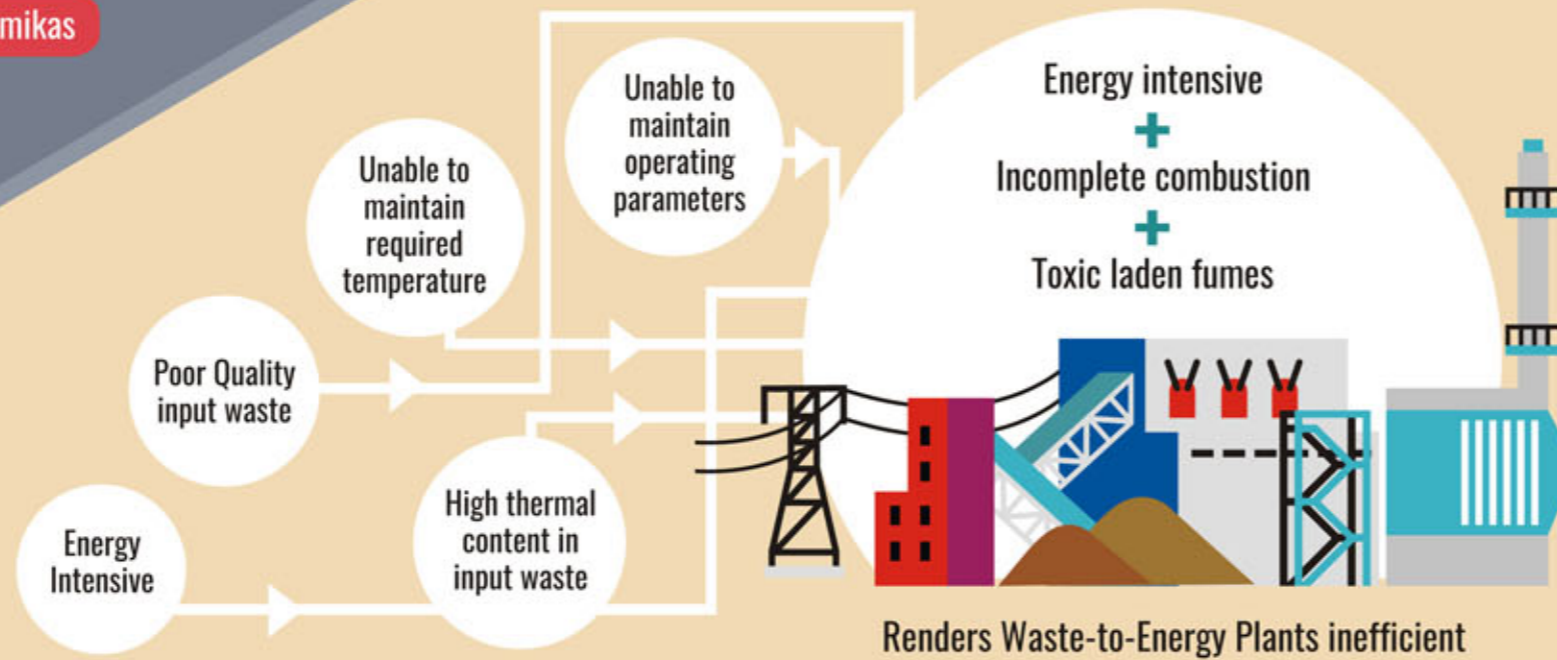 mikas
Unable to
maintain
operating
parameters
Unable to
maintain
required
temperature
Poor Quality
input waste
High thermal
content in
input waste
Energy
Intensive
Energy intensive
+
Incomplete combustion
+
Toxic laden fumes
Renders Waste-to-Energy Plants inefficient